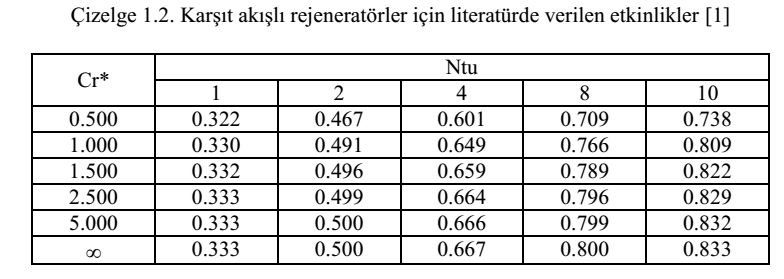 Çizelge 1.2. Karşıt akışlı rejeneratörler için literatürde verilen etkinlikler [1]
Cr* Ntu
1 2 4 8 10
0.500 0.322 0.467 0.601 0.709 0.738
1.000 0.330 0.491 0.649 0.766 0.809
1.500 0.332 0.496 0.659 0.789 0.822
2.500 0.333 0.499 0.664 0.796 0.829
5.000 0.333 0.500 0.666 0.799 0.832
∞ 0.333 0.500 0.667 0.800 0.833